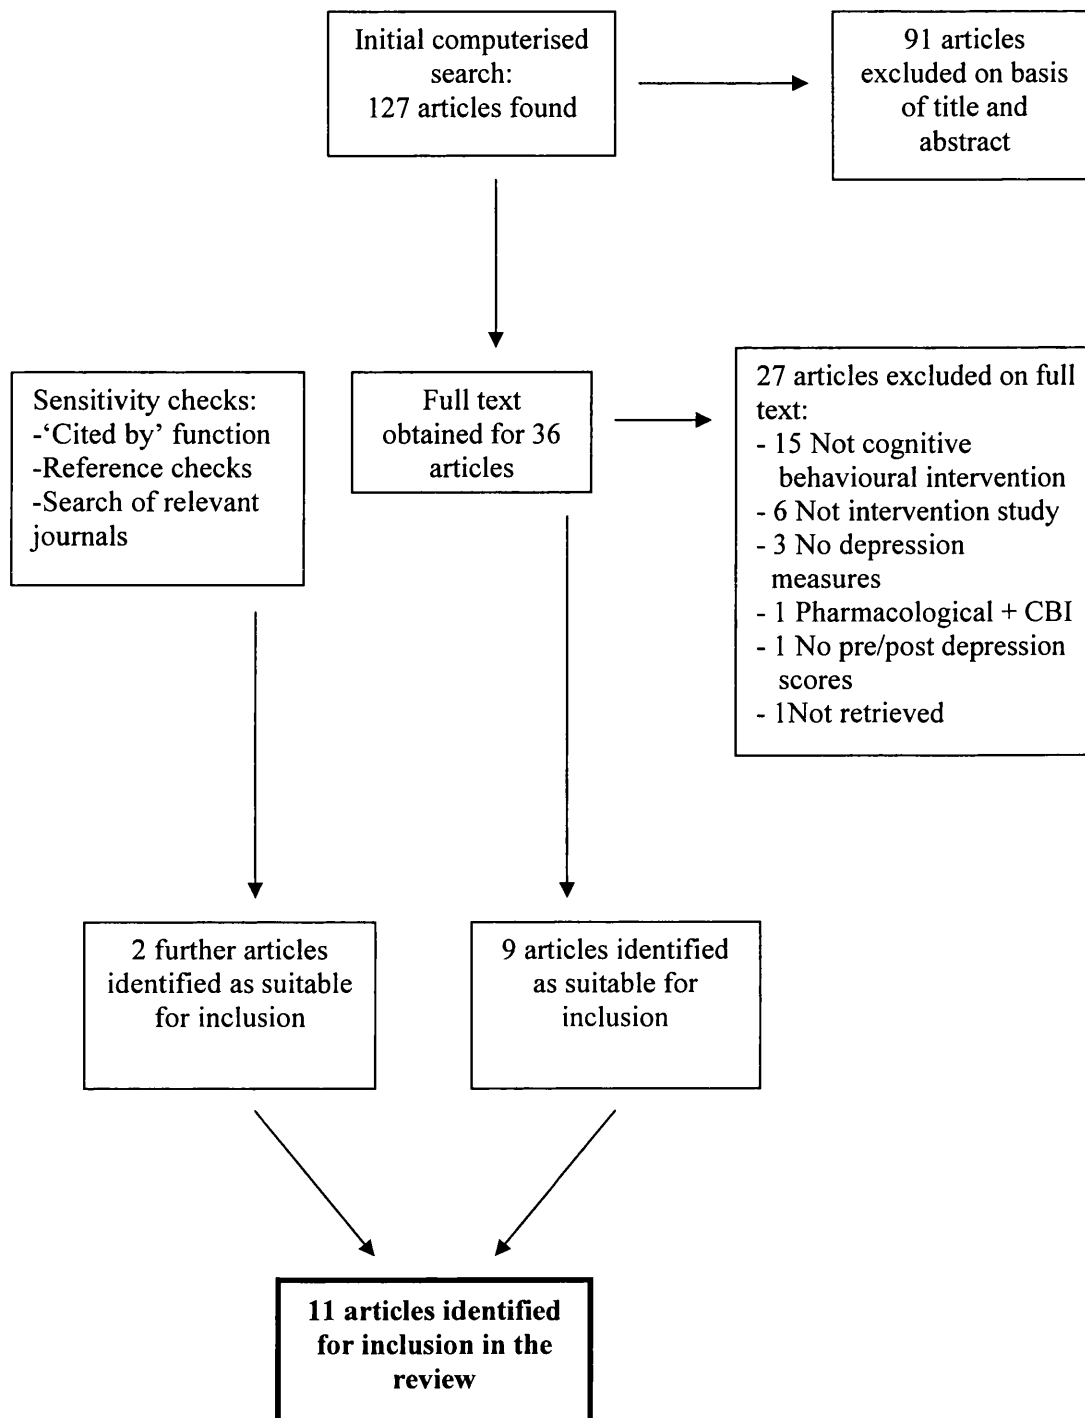 Initial computerised
search:
127 articles found
91 articles
excluded on basis
of title and
abstract
Sensitivity checks:
-‘Cited by’ function
-Reference checks
-Search of relevant
journals
Full text
obtained for 36
articles
27 articles excluded on full
text:
- 15 Not cognitive
behavioural intervention
- 6 Not intervention study
- 3 No depression
measures
- 1 Pharmacological + CBI
- 1 No pre/post depression
scores
- 1Not retrieved
2 further articles
identified as suitable
for inclusion
9 articles identified
as suitable for
inclusion
11 articles identified
for inclusion in the
review